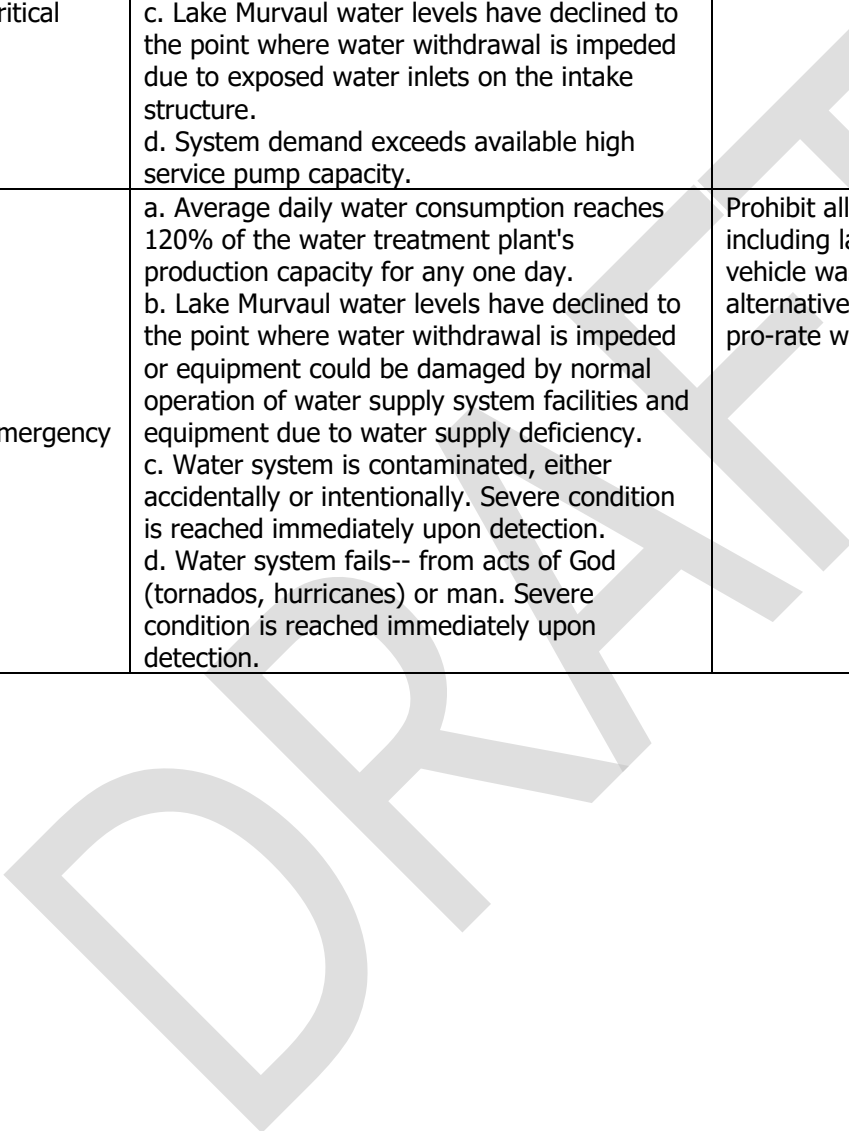 ritical
c. Lake Murvaul water levels have declined to
the point where water withdrawal is impeded
due to exposed water inlets on the intake
structure.
d. System demand exceeds available high
service pump capacity.
mergency
a. Average daily water consumption reaches
120% of the water treatment plant's
production capacity for any one day.
b. Lake Murvaul water levels have declined to
the point where water withdrawal is impeded
or equipment could be damaged by normal
operation of water supply system facilities and
equipment due to water supply deficiency.
c. Water system is contaminated, either
accidentally or intentionally. Severe condition
is reached immediately upon detection.
d. Water system fails-- from acts of God
(tornados, hurricanes) or man. Severe
condition is reached immediately upon
detection.
Prohibit all
including la
vehicle wa
alternative
pro-rate w
DRAFT